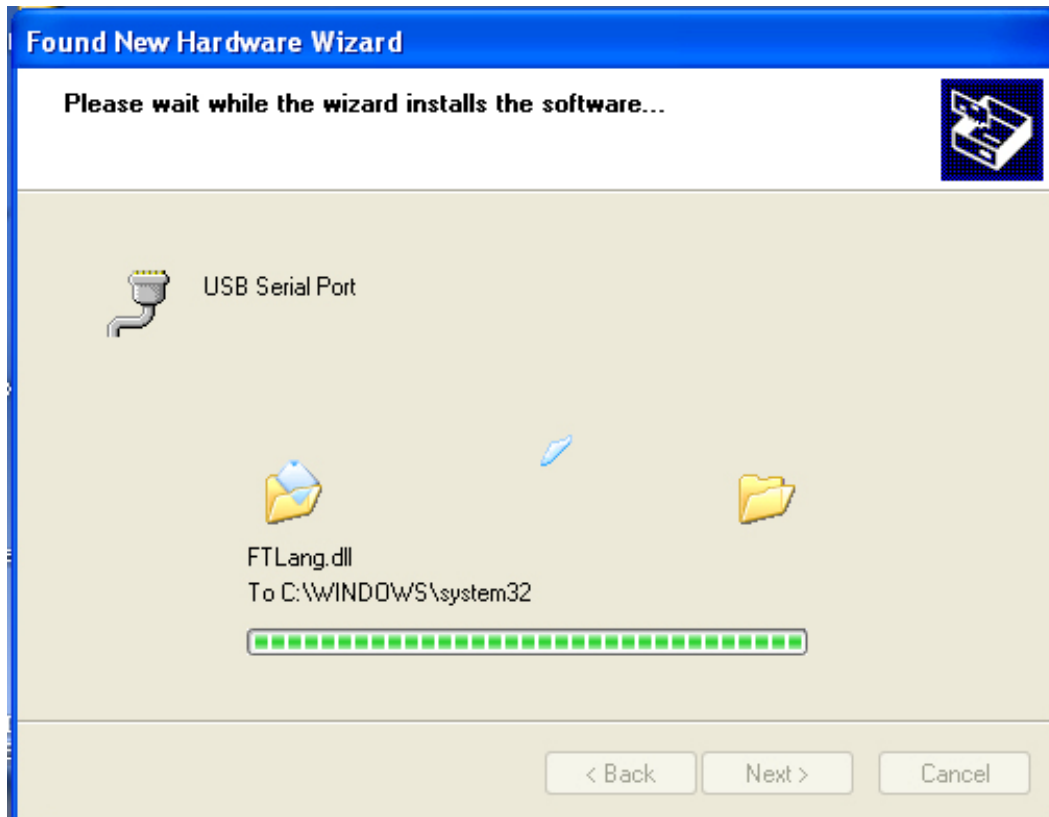 Found New Hardware Wizard
Please wait while the wizard installs the software...
USB Serial Port
FTLang.dll
To C:\WINDOWS\system32
< Back
Next >
Cancel